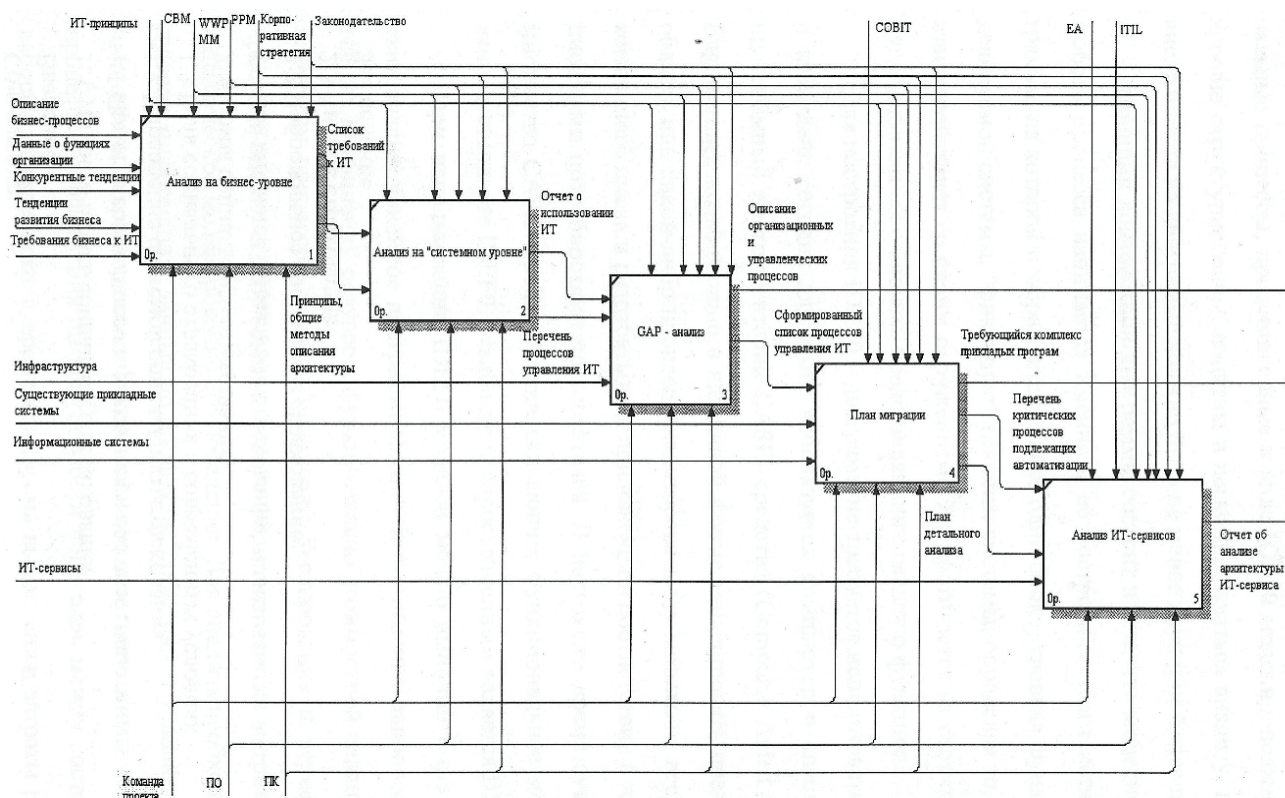 ИТ-принципы
СВМ
WWP
MM
PPM
Корпо-
ративная
стратегия
Законодательство
COBIT
EA
ITIL
Описание
бизнес-процессов
Данные о функциях
организации
Конкурентные тенденции
Тенденции
развития бизнеса
Требования бизнеса к ИТ
Анализ на бизнес-уровне
0р.
1
Список
требований
к ИТ
Принципы,
общие
методы
описания
архитектуры
Анализ на "системном уровне"
0р.
2
Отчет о
использовании
ИТ
Перечень
процессов
управления ИТ
GAP - анализ
0р.
3
Описание
организационных
и
управленческих
процессов
Сформированный
список процессов
управления ИТ
Инфраструктура
Существующие прикладные
системы
Информационные системы
План миграции
0р.
4
Требующийся комплекс
прикладых програм
Перечень
критических
процессов
подлежащих
автоматизации
План
детального
анализа
ИТ-сервисы
Анализ ИТ-сервисов
0р.
5
Отчет об
анализе
архитектуры
ИТ-сервиса
Команда
проекта
ПО
ПК